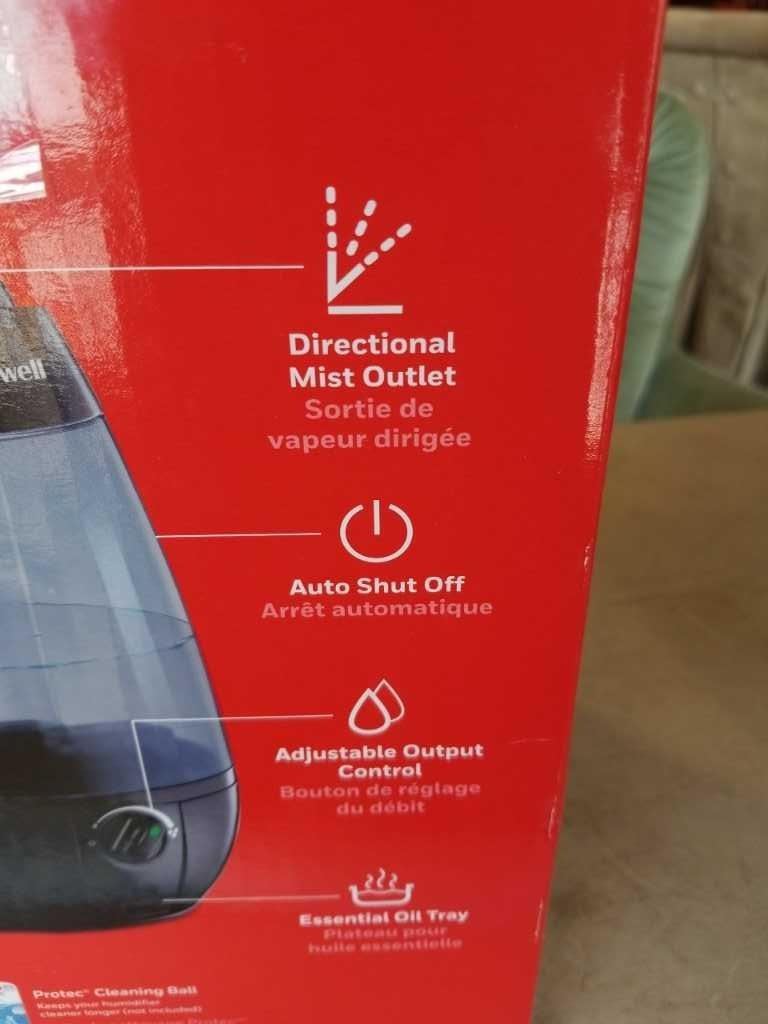 well
Directional
Mist Outlet
Sortie de
vapeur dirigée
Auto Shut Off
Arrêt automatique
Adjustable Output
Control
Bouton de réglage
du débit
Essential Oil Tray
Plateau pour
huile essentielle
Protec™ Cleaning Ball
Keeps your humidifier
cleaner longer (not included)